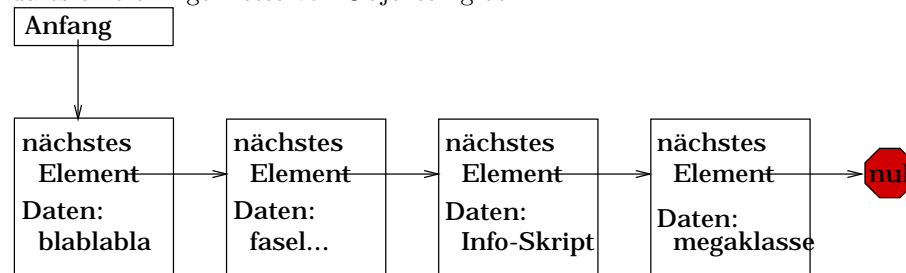 Anfang
nächstes
Element
Daten:
blablabla
nächstes
Element
Daten:
fasel...
nächstes
Element
Daten:
Info-Skript
nächstes
Element
Daten:
megaklasse